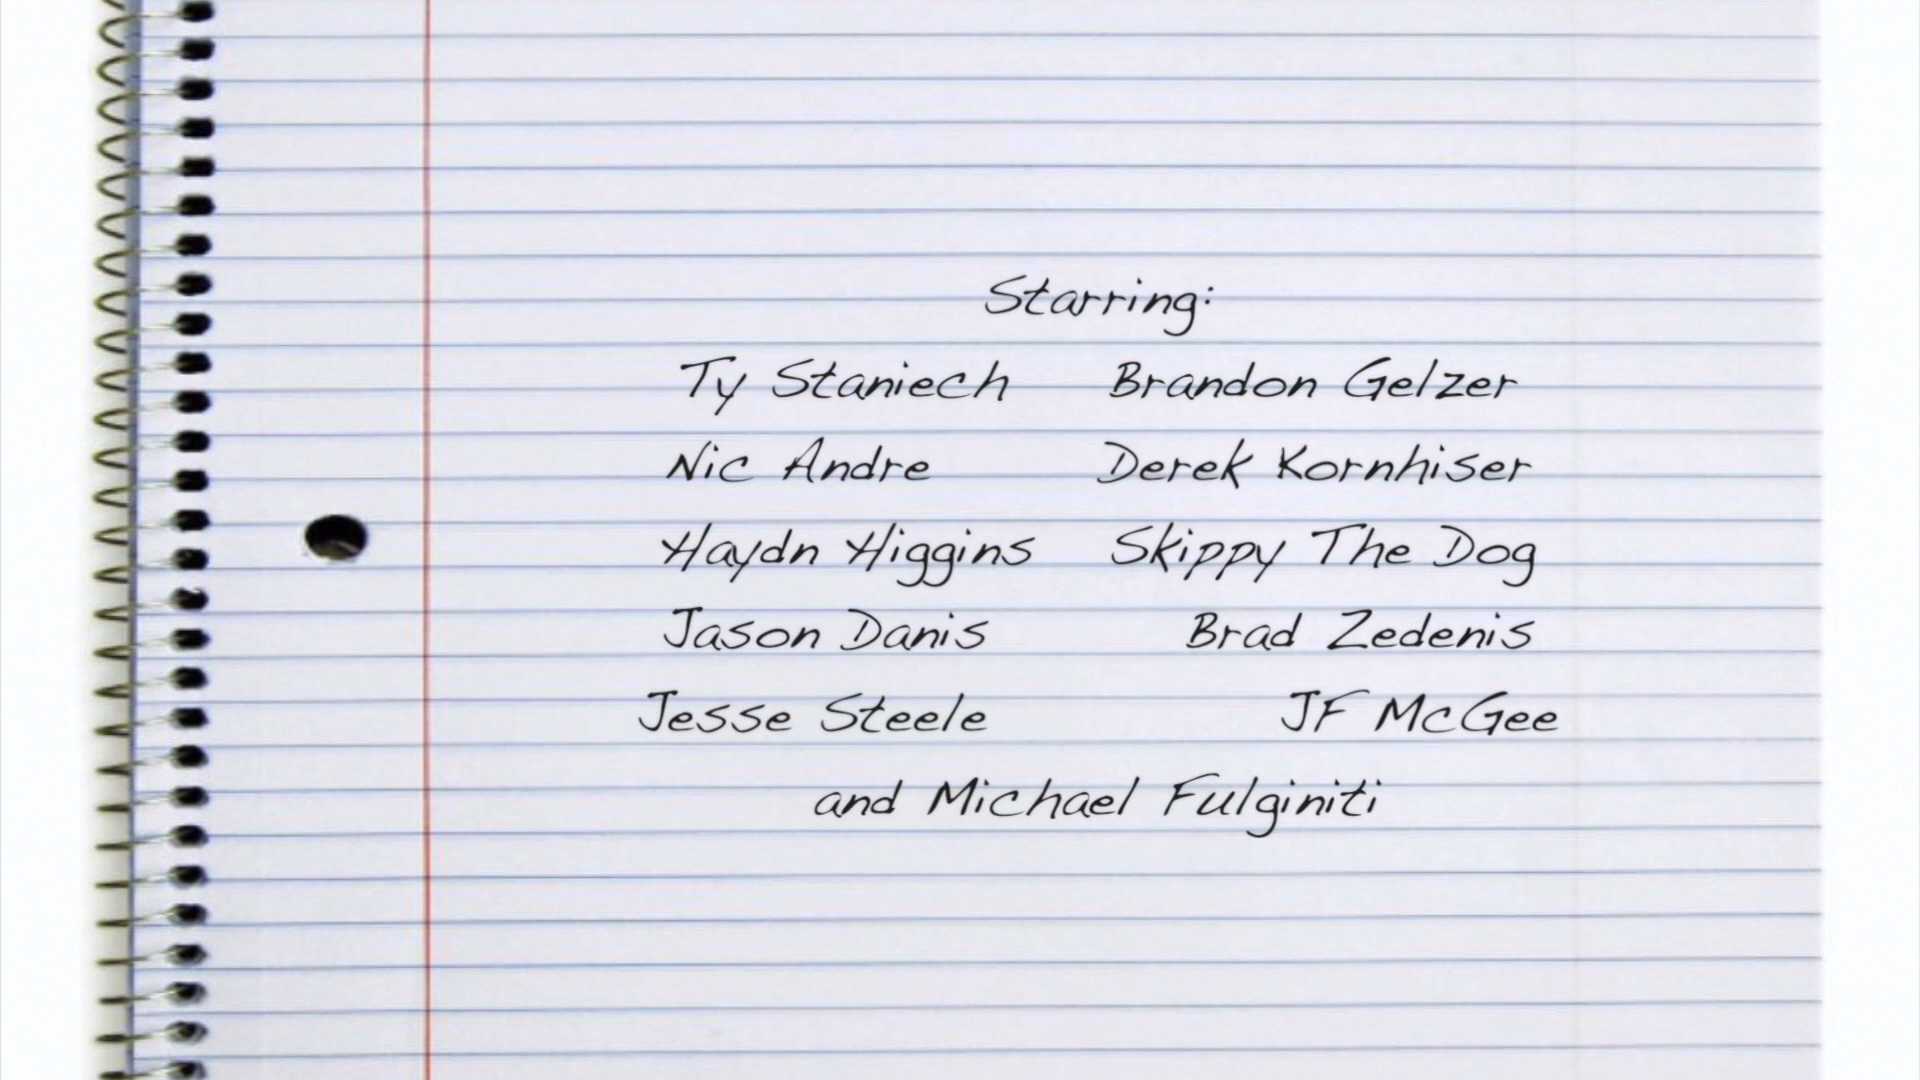 Starring:
Ty Staniech Brandon Gelzer
Nic Andre Derek Kornhiser
Haydn Higgins Skippy The Dog
Jason Danis Brad Zedenis
Jesse Steele JF McGee
and Michael Fulginiti